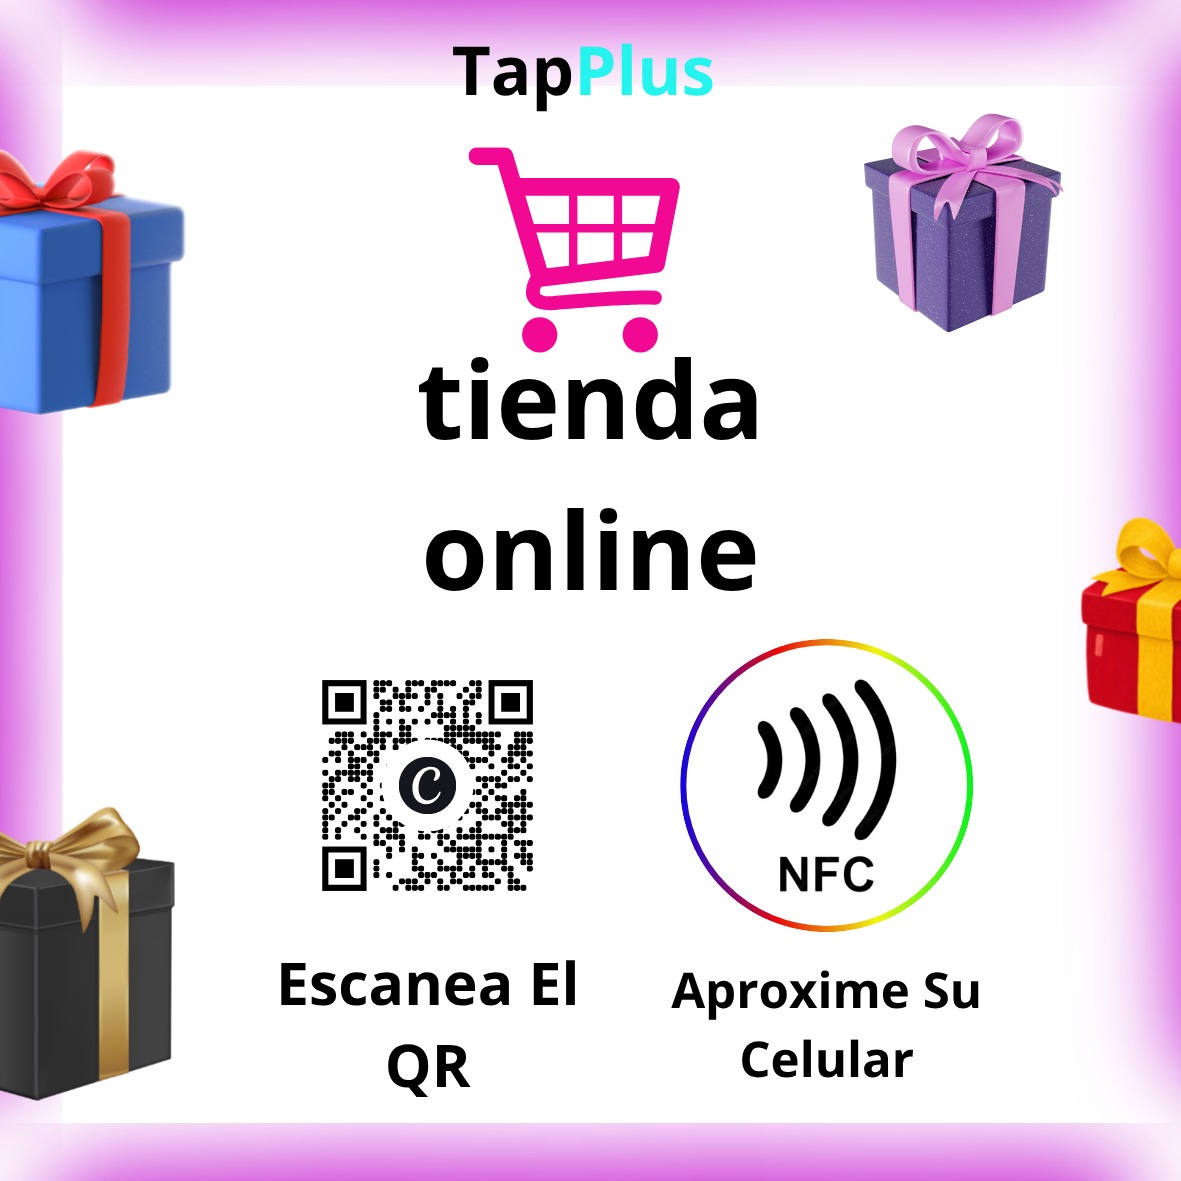 TapPlus
tienda
online
C
NFC
Escanea El
QR
Aproxime Su
Celular